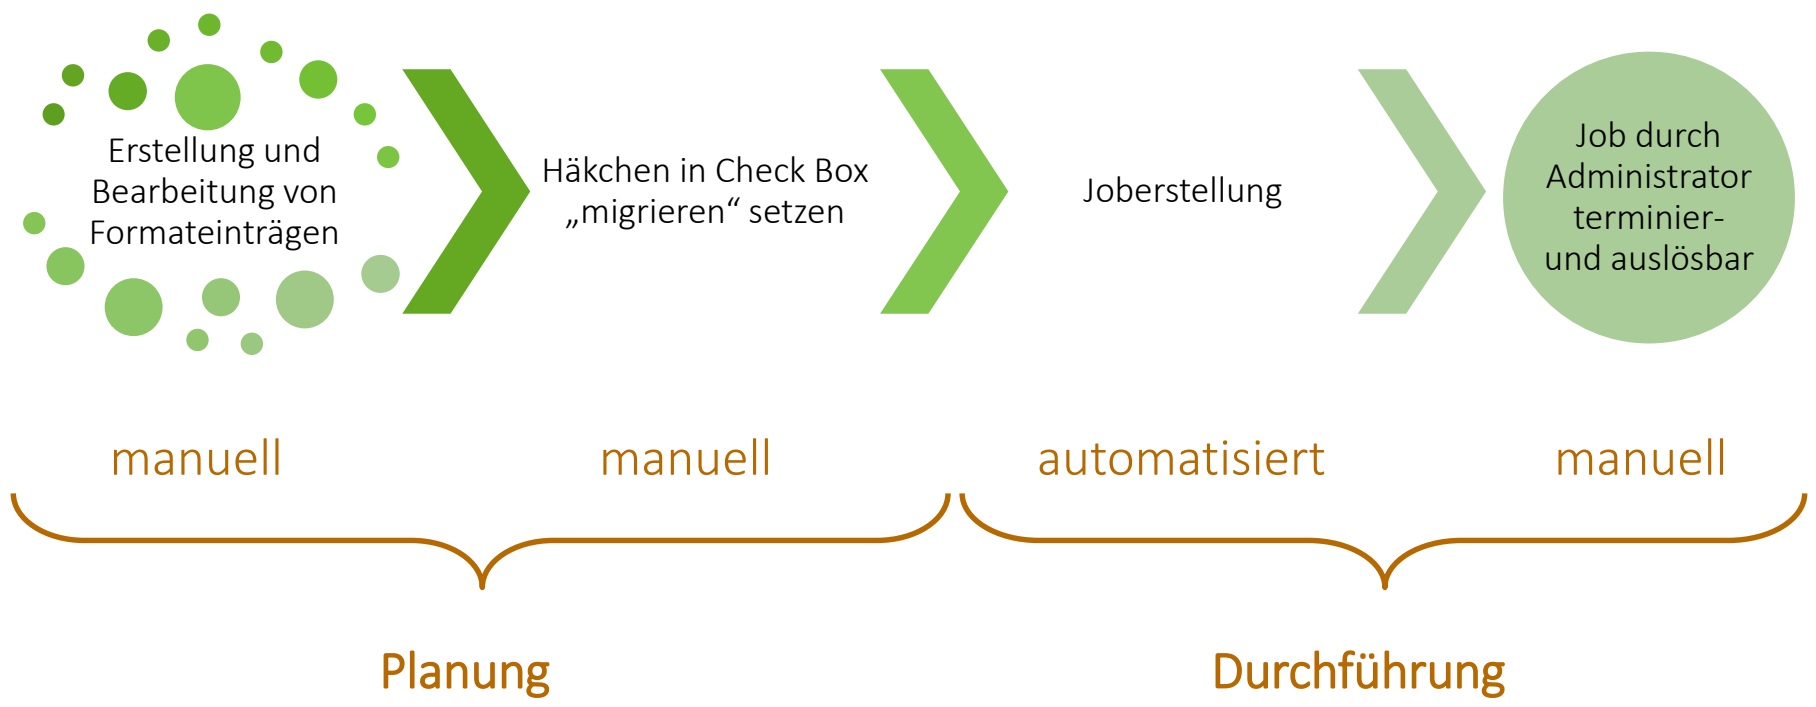 Erstellung und
Bearbeitung von
Formateinträgen
Häkchen in Check Box
„migrieren“ setzen
Joberstellung
Job durch
Administrator
terminier-
und auslösbar
manuell
manuell
automatisiert
manuell
Planung
Durchführung